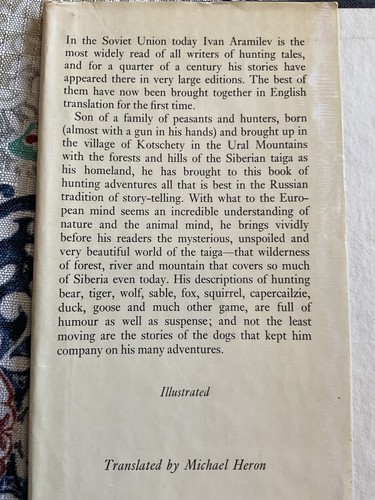 In the Soviet Union today Ivan Aramilev is the
most widely read of all writers of hunting tales,
and for a quarter of a century his stories have
appeared there in very large editions. The best of
them have now been brought together in English
translation for the first time.
Son of a family of peasants and hunters, born
(almost with a gun in his hands) and brought up in
the village of Kotschety in the Ural Mountains
with the forests and hills of the Siberian taiga as
his homeland, he has brought to this book of
hunting adventures all that is best in the Russian
tradition of story-telling. With what to the Euro-
pean mind seems an incredible understanding of
nature and the animal mind, he brings vividly
before his readers the mysterious, unspoiled and
very beautiful world of the taiga—that wilderness
of forest, river and mountain that covers so much
of Siberia even today. His descriptions of hunting
bear, tiger, wolf, sable, fox, squirrel, capercailzie,
duck, goose and much other game, are full of
humour as well as suspense; and not the least
moving are the stories of the dogs that kept him
company on his many adventures.
Illustrated
Translated by Michael Heron